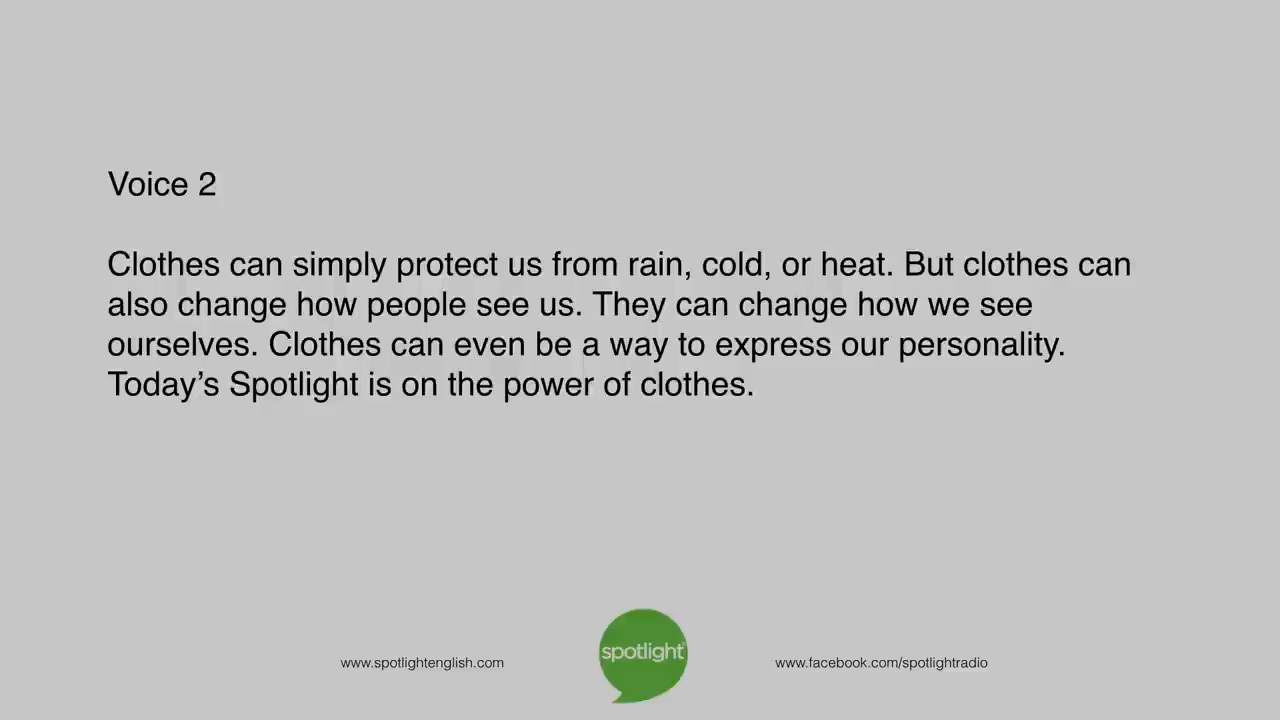 Voice 2
Clothes can simply protect us from rain, cold, or heat. But clothes can
also change how people see us. They can change how we see
ourselves. Clothes can even be a way to express our personality.
Today’s Spotlight is on the power of clothes.
www.spotlightenglish.com
spotlight
www.facebook.com/spotlightradio